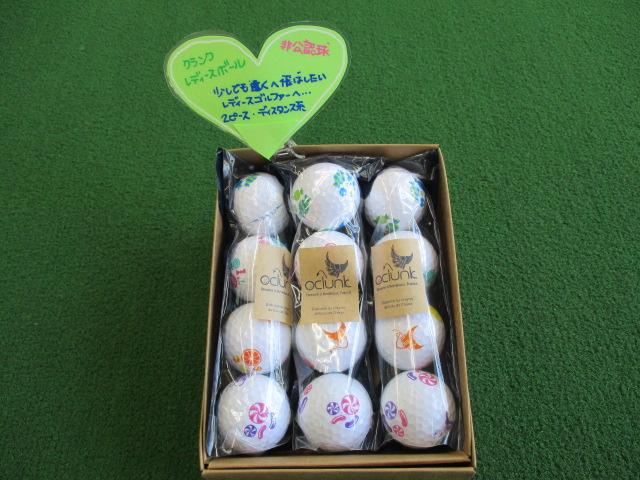 クランク
レディースボール
非公認球
少しでも遠くへ飛ばしたい
レディースゴルファーへ…
2ピース・ディスタンス系
oclunk
oclunk
oclunk